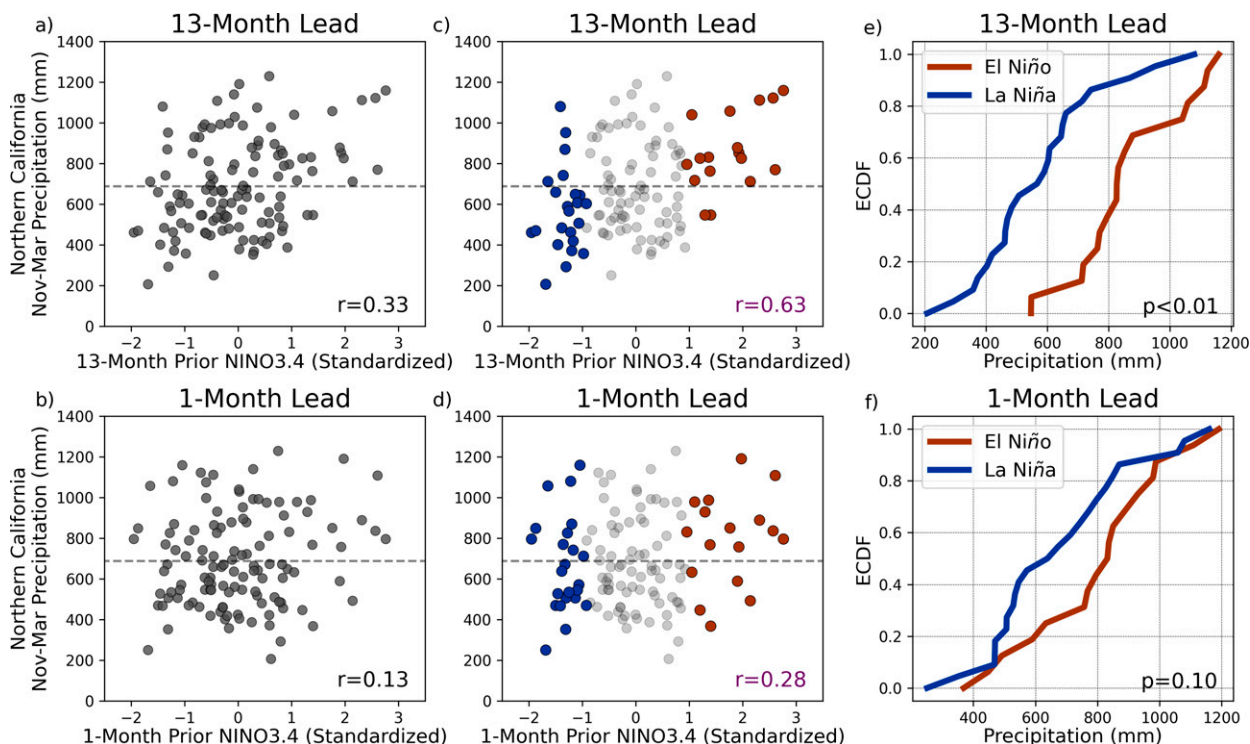 a)
13-Month Lead
Northern California
Nov-Mar Precipitation (mm)
1400
1200
1000
800
600
400
200
0
r=0.33
−2 −1 0 1 2 3
13-Month Prior NINO3.4 (Standardized)
c)
13-Month Lead
1400
1200
1000
800
600
400
200
0
r=0.63
−2 −1 0 1 2 3
13-Month Prior NINO3.4 (Standardized)
e)
13-Month Lead
El Niño
La Niña
ECDF
1.0
0.8
0.6
0.4
0.2
0.0
p<0.01
200 400 600 800 1000 1200
Precipitation (mm)
b)
1-Month Lead
Northern California
Nov-Mar Precipitation (mm)
1400
1200
1000
800
600
400
200
0
r=0.13
−2 −1 0 1 2 3
1-Month Prior NINO3.4 (Standardized)
d)
1-Month Lead
1400
1200
1000
800
600
400
200
0
r=0.28
−2 −1 0 1 2 3
1-Month Prior NINO3.4 (Standardized)
f)
1-Month Lead
El Niño
La Niña
ECDF
1.0
0.8
0.6
0.4
0.2
0.0
p=0.10
400 600 800 1000 1200
Precipitation (mm)